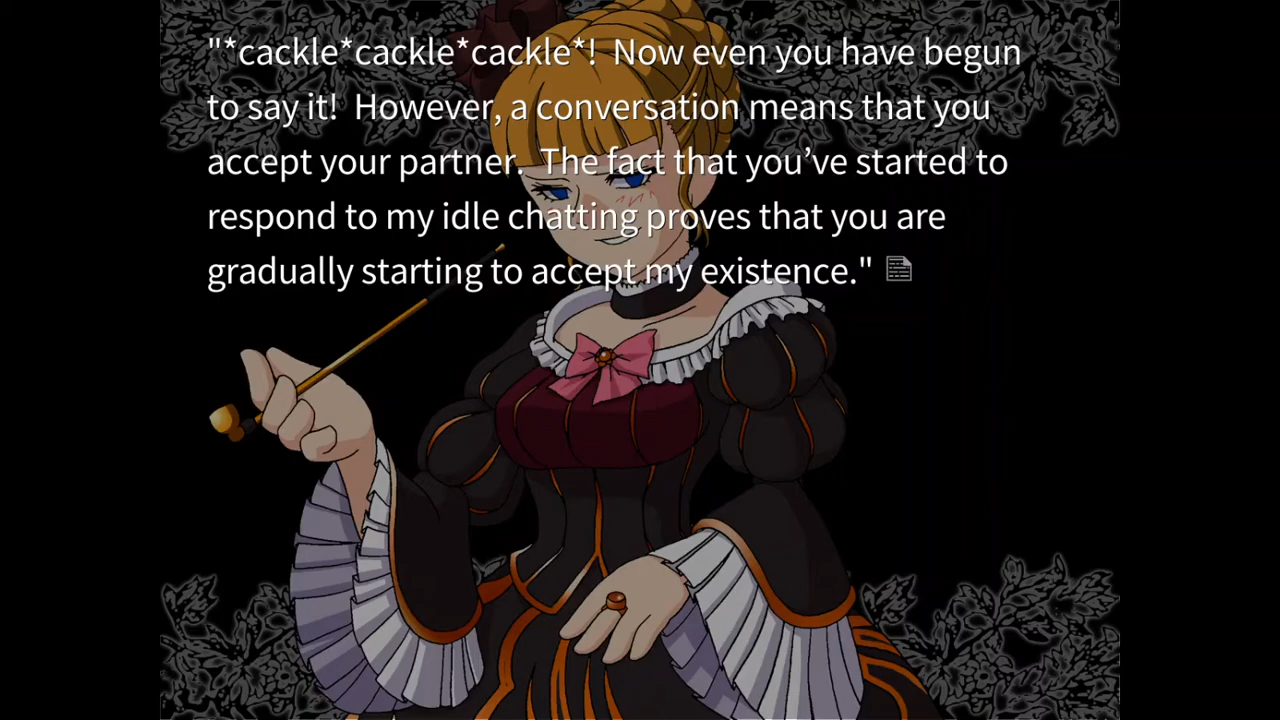 "*cackle*cackle*cackle*!  Now even you have begun
to say it!  However, a conversation means that you
accept your partner.  The fact that you’ve started to
respond to my idle chatting proves that you are
gradually starting to accept my existence."